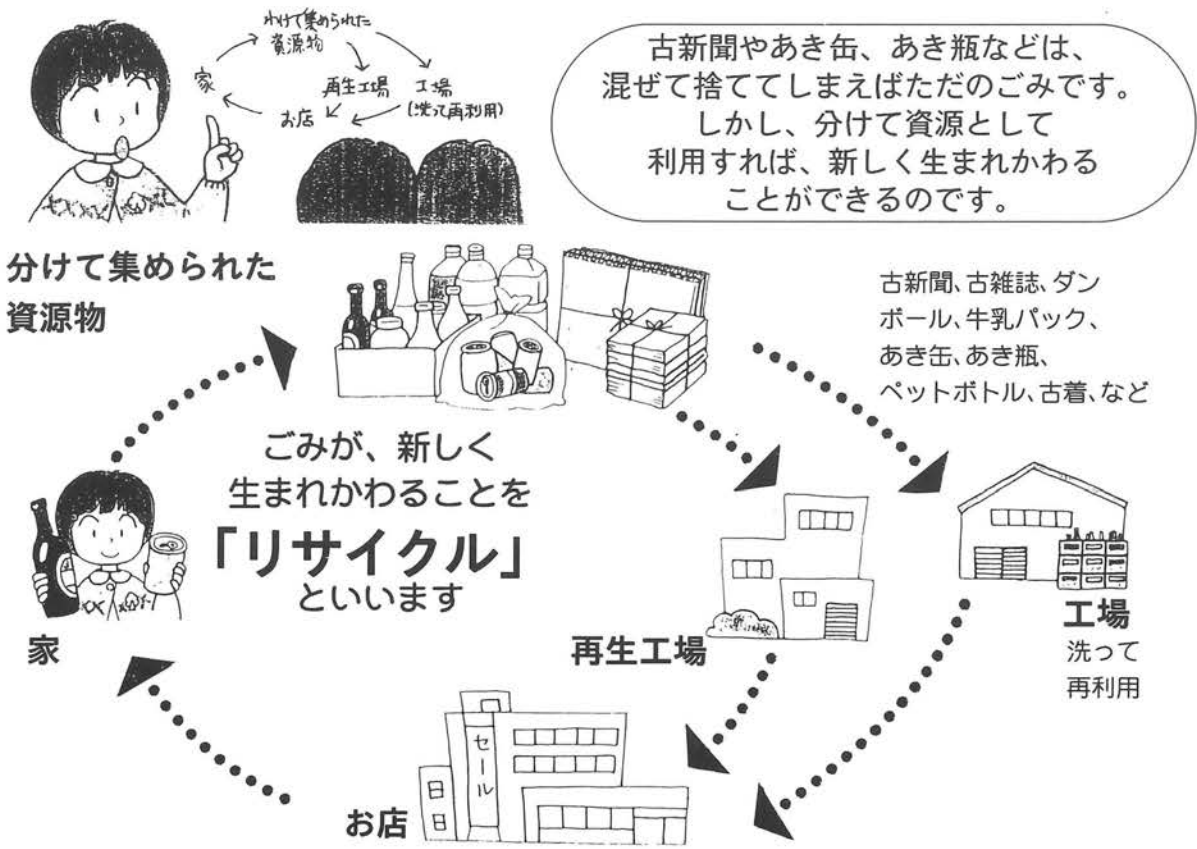 わけて集められた
資源物
家
再生工場
工場
(洗って再利用)
お店
古新聞やあき缶、あき瓶などは、
混ぜて捨ててしまえばただのごみです。
しかし、分けて資源として
利用すれば、新しく生まれかわる
ことができるのです。
分けて集められた
資源物
古新聞、古雑誌、ダン
ボール、牛乳パック、
あき缶、あき瓶、
ペットボトル、古着、など
ごみが、新しく
生まれかわることを
「リサイクル」
といいます
家
再生工場
工場
洗って
再利用
セール
お店